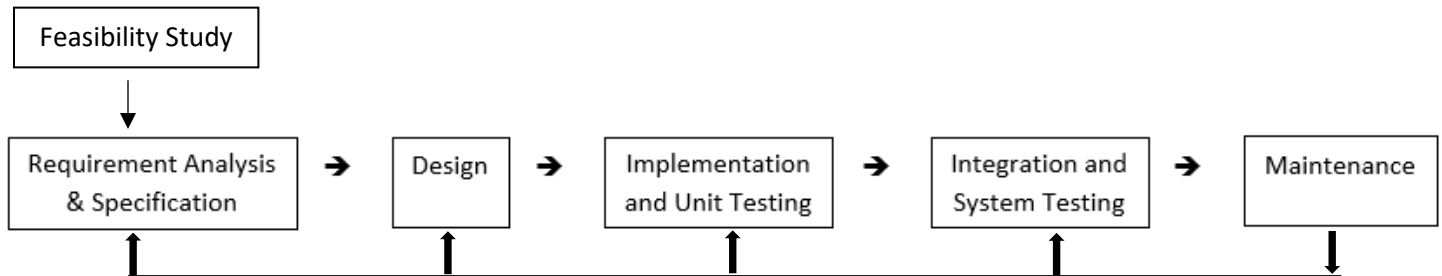 Feasibility Study
Requirement Analysis
& Specification
Design
Implementation
and Unit Testing
Integration and
System Testing
Maintenance